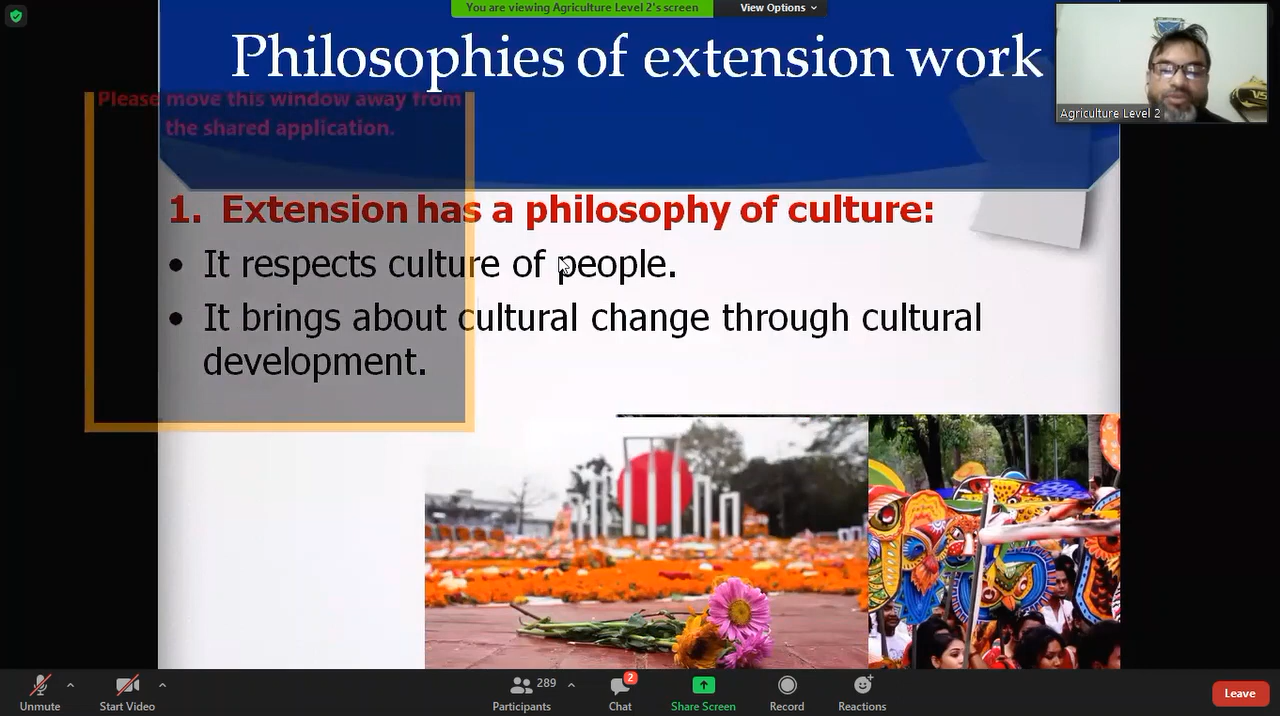 You are viewing Agriculture Level 2's screen
View Options
Philosophies of extension work
Please move this window away from
the shared application.
Agriculture Level 2
1. Extension has a philosophy of culture:
• It respects culture of people.
• It brings about cultural change through cultural
development.
289
2
Unmute
Start Video
Participants
Chat
Share Screen
Record
Reactions
Leave